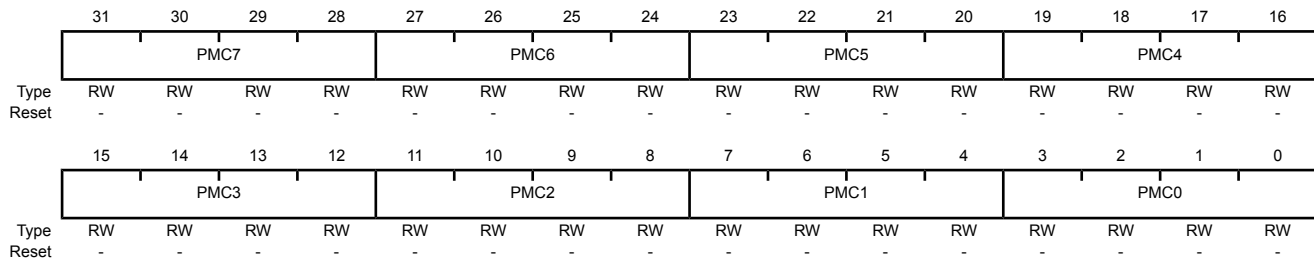 31 30 29 28 27 26 25 24 23 22 21 20 19 18 17 16
PMC7 PMC6 PMC5 PMC4
Type RW RW RW RW RW RW RW RW RW RW RW RW RW RW RW RW
Reset - - - - - - - - - - - - - - - -
15 14 13 12 11 10 9 8 7 6 5 4 3 2 1 0
PMC3 PMC2 PMC1 PMC0
Type RW RW RW RW RW RW RW RW RW RW RW RW RW RW RW RW
Reset - - - - - - - - - - - - - - - -